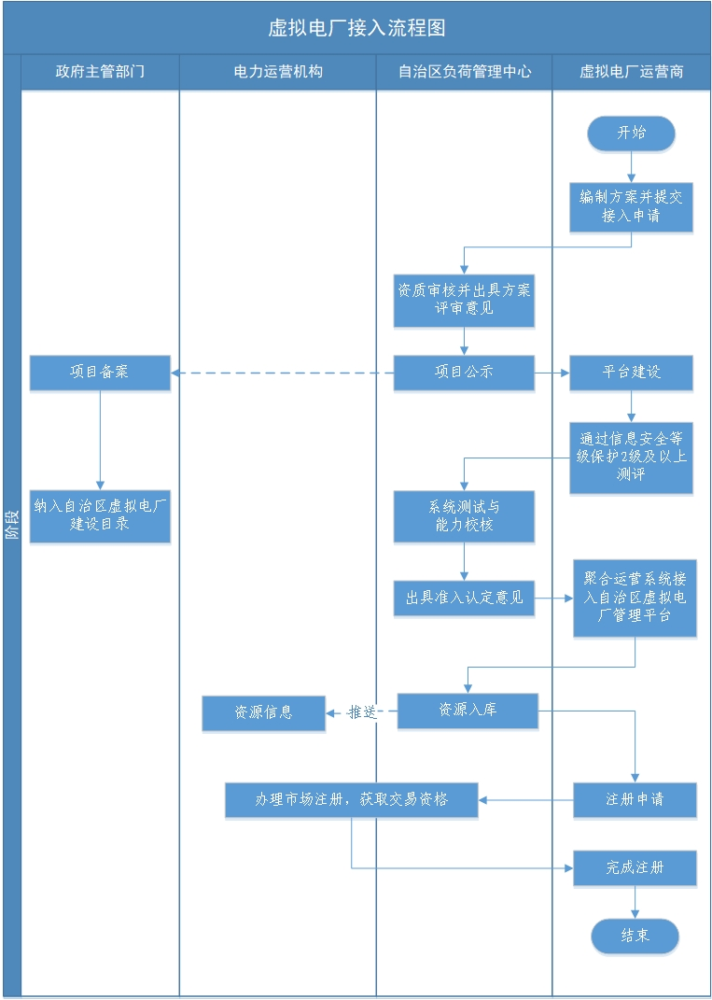 虚拟电厂接入流程图
政府主管部门
电力运营机构
自治区负荷管理中心
虚拟电厂运营商
阶段
开始
编制方案并提交
接入申请
资质审核并出具方案
评审意见
项目备案
项目公示
平台建设
通过信息安全等
级保护2级及以上
测评
纳入自治区虚拟电厂
建设目录
系统测试与
能力校核
出具准入认定意见
聚合运营系统接
入自治区虚拟电
厂管理平台
资源信息
推送
资源入库
办理市场注册，获取交易资格
注册申请
完成注册
结束